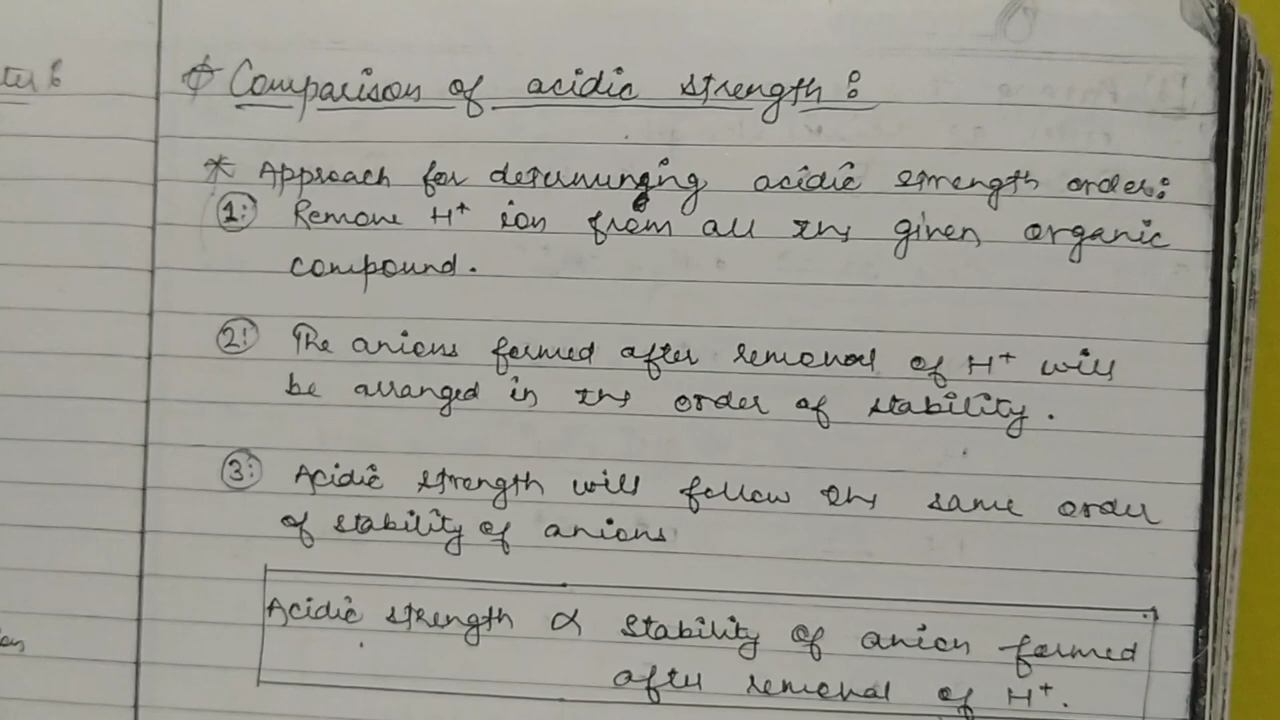 Comparison of acidic strength:
* Approach for determinging acidic strength order:
1: Remove H+ ion from all the given organic
compound.
2: The anions formed after removal of H+ will
be arranged in the order of stability.
3: Acidic strength will follow the same order
of stability of anions
Acidic strength ∝ stability of anion formed
after removal of H+.